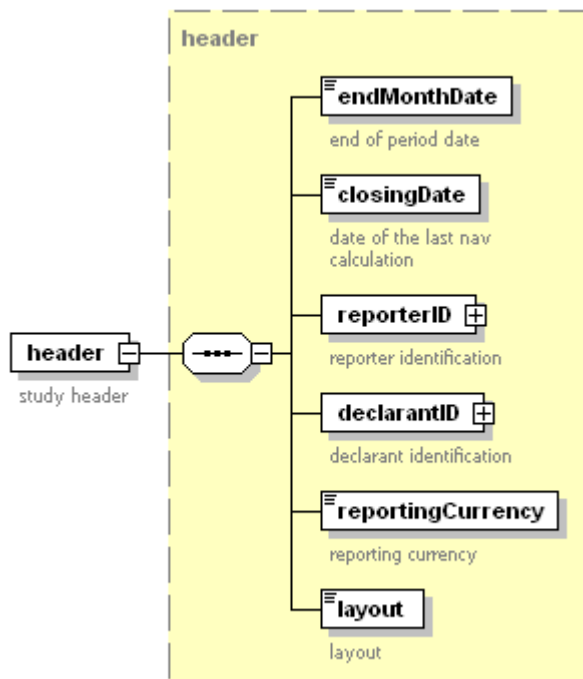 header
endMonthDate
end of period date
closingDate
date of the last nav
calculation
reporterID
reporter identification
header
study header
declarantID
declarant identification
reportingCurrency
reporting currency
layout
layout